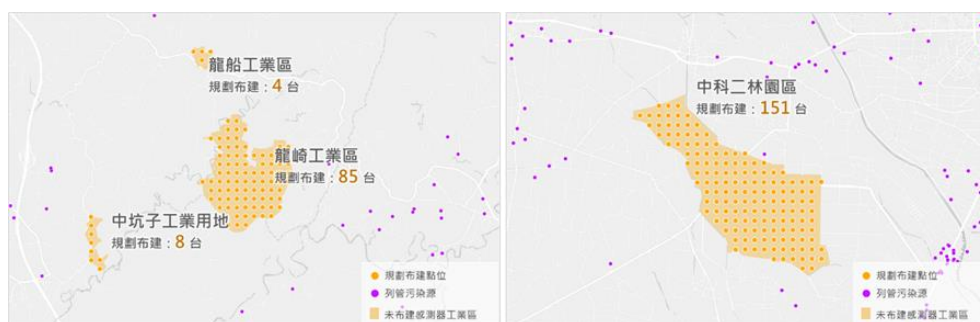 龍船工業區
規劃布建：4 台
龍崎工業區
規劃布建：85 台
中坑子工業用地
規劃布建：8 台
規劃布建點位
列管污染源
未布建感測器工業區
中科二林園區
規劃布建：151 台
規劃布建點位
列管污染源
未布建感測器工業區